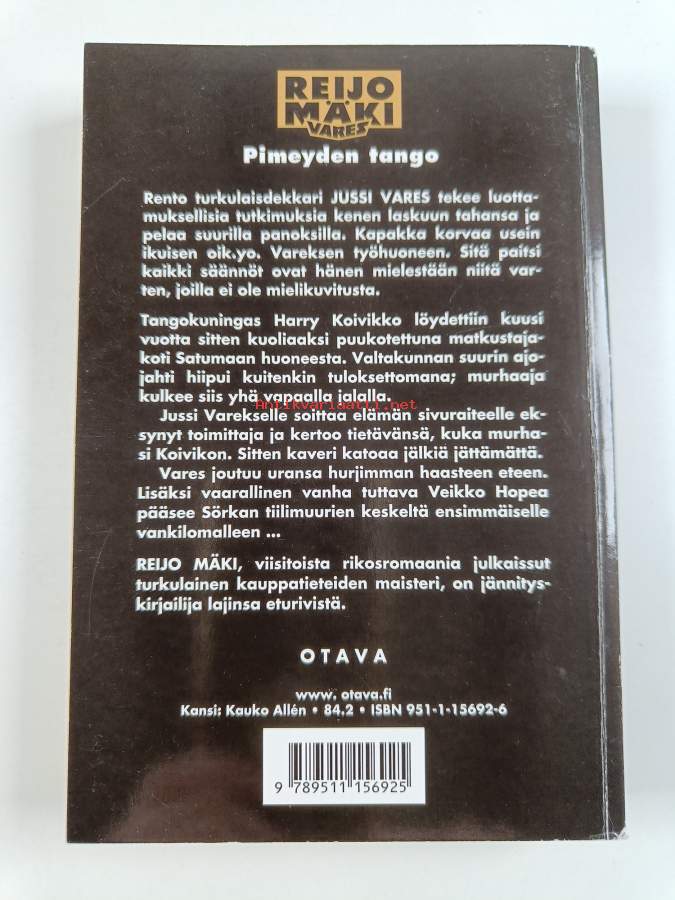 REIJO
MÄKI
VARES
Pimeyden tango
Rento turkulaisdekkari JUSSI VARES tekee luotta-
muksellisia tutkimuksia kenen laskuun tahansa ja
pelaa suurilla panoksilla. Kapakka korvaa usein
ikuisen oik.yo. Vareksen työhuoneen. Sitä paitsi
kaikki säännöt ovat hänen mielestään niitä var-
ten, joilla ei ole mielikuvitusta.
Tangokuningas Harry Koivikko löydettiin kuusi
vuotta sitten kuoliaaksi puukotettuna matkustaja-
koti Satumaan huoneesta. Valtakunnan suurin ajo-
jahti hiipui kuitenkin tuloksettomana; murhaaja
kulkee siis yhä vapaalla jalalla.
Antikvariaatti.net
Jussi Varekselle soittaa elämän sivuraiteelle ek-
synyt toimittaja ja kertoo tietävänsä, kuka murha-
si Koivikon. Sitten kaveri katoaa jälkiä jättämättä.
Vares joutuu uransa hurjimman haasteen eteen.
Lisäksi vaarallinen vanha tuttava Veikko Hopea
pääsee Sörkan tiilimuurien keskeltä ensimmäiselle
vankilomalleen ...
REIJO MÄKI, viisitoista rikosromaania julkaissut
turkulainen kauppatieteiden maisteri, on jännitys-
kirjailija lajinsa eturivistä.
OTAVA
www.otava.fi
Kansi: Kauko Allén • 84.2 • ISBN 951-1-15692-6
9 789511 156925